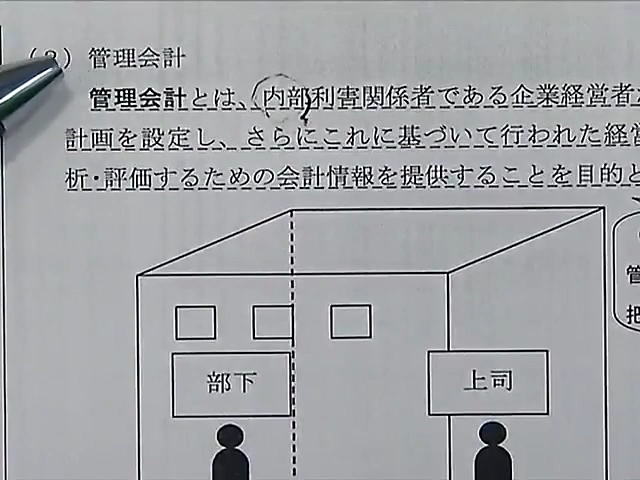 (2) 管理会計
管理会計とは、内部利害関係者である企業経営者
計画を設定し、さらにこれに基づいて行われた経営
析・評価するための会計情報を提供することを目的と
管
把
部下
上司